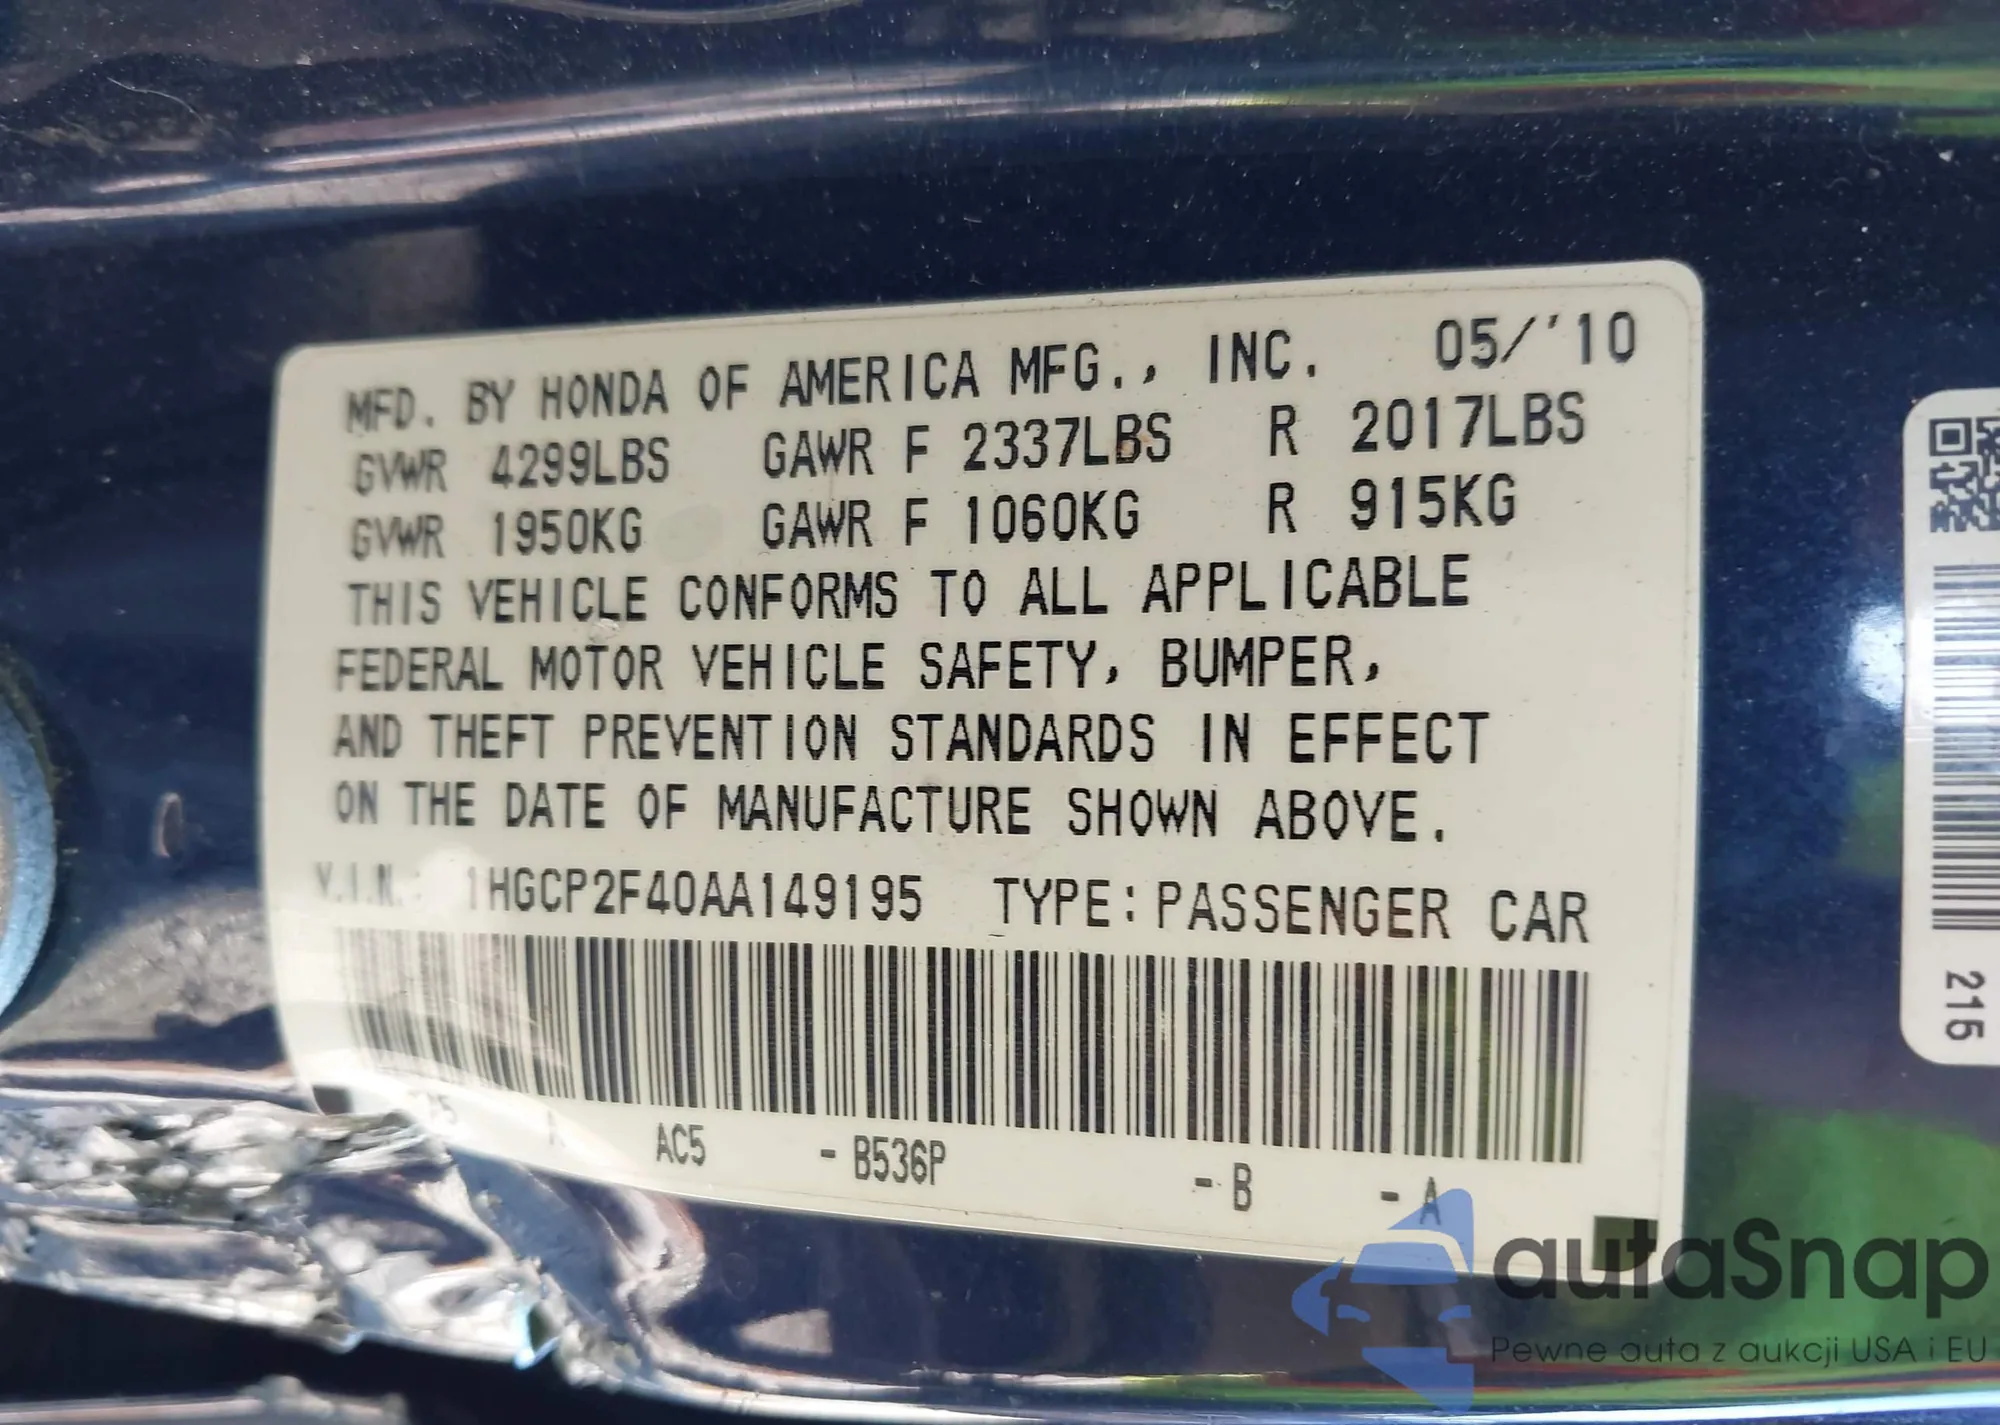 MFD. BY HONDA OF AMERICA MFG., INC. 05/'10
GVWR 4299LBS GAWR F 2337LBS R 2017LBS
GVWR 1950KG GAWR F 1060KG R 915KG
THIS VEHICLE CONFORMS TO ALL APPLICABLE
FEDERAL MOTOR VEHICLE SAFETY, BUMPER,
AND THEFT PREVENTION STANDARDS IN EFFECT
ON THE DATE OF MANUFACTURE SHOWN ABOVE.
V.I.N.: 1HGCP2F40AA149195 TYPE: PASSENGER CAR
AC5 - B536P - B - A
216
autaSnap
Pewne auta z aukcji USA i EU